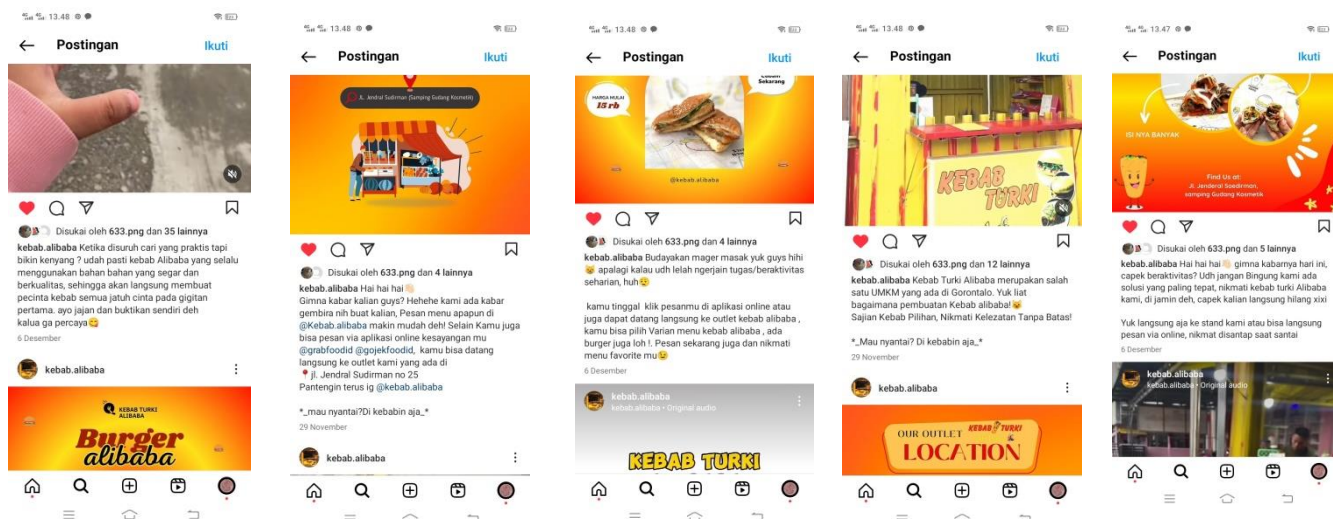 13.48
Postingan
Ikuti
Disukai oleh 633.png dan 35 lainnya
kebab.alibaba Ketika disuruh cari yang praktis tapi
bikin kenyang ? udah pasti kebab Alibaba yang selalu
menggunakan bahan bahan yang segar dan
berkualitas, sehingga akan langsung membuat
pecinta kebab semua jatuh cinta pada gigitan
pertama. ayo jajan dan buktikan sendiri deh
kalua ga percaya😋
6 Desember
kebab.alibaba
KEBAB TURKI
ALIBABA
Burger
alibaba
13.48
Postingan
Ikuti
Jl. Jendral Sudirman (Samping Gudang Kosmetik)
Disukai oleh 633.png dan 4 lainnya
kebab.alibaba Hai hai hai👋
Gimna kabar kalian guys? Hehehe kami ada kabar
gembira nih buat kalian, Pesan menu apapun di
@Kebab.alibaba makin mudah deh! Selain Kamu juga
bisa pesan via aplikasi online kesayangan mu
@grabfoodid @gojekfoodid, kamu bisa datang
langsung ke outlet kami yang ada di
📍jl. Jendral Sudirman no 25
Pantengin terus ig @kebab.alibaba
*_mau nyantai?Di kebabin aja_*
29 November
kebab.alibaba
13.48
Postingan
Ikuti
Sekarang
HARGA MULAI
15 rb
@kebab.alibaba
Disukai oleh 633.png dan 4 lainnya
kebab.alibaba Budayakan mager masak yuk guys hihi
😸 apalagi kalau udh lelah ngerjain tugas/beraktivitas
seharian, huh😌
kamu tinggal klik pesanmu di aplikasi online atau
juga dapat datang langsung ke outlet kebab alibaba ,
kamu bisa pilih Varian menu kebab alibaba , ada
burger juga loh !. Pesan sekarang juga dan nikmati
menu favorite mu😉
6 Desember
kebab.alibaba
kebab.alibaba • Original audio
KEBAB TURKI
13.48
Postingan
Ikuti
KEBAB
TURKI
Disukai oleh 633.png dan 12 lainnya
kebab.alibaba Kebab Turki Alibaba merupakan salah
satu UMKM yang ada di Gorontalo. Yuk liat
bagaimana pembuatan Kebab alibaba!😺
Sajian Kebab Pilihan, Nikmati Kelezatan Tanpa Batas!
*_Mau nyantai? Di kebabin aja_*
29 November
kebab.alibaba
OUR OUTLET KEBAB TURKI
LOCATION
13.47
Postingan
Ikuti
ISI NYA BANYAK
Find Us at:
Jl. Jenderal Soedirman,
samping Gudang Kosmetik
Disukai oleh 633.png dan 5 lainnya
kebab.alibaba Hai hai hai👋 gimna kabarnya hari ini,
capek beraktivitas? Udh jangan Bingung kami ada
solusi yang paling tepat, nikmati kebab turki Alibaba
kami, di jamin deh, capek kalian langsung hilang xixi
Yuk langsung aja ke stand kami atau bisa langsung
pesan via online, nikmat disantap saat santai
6 Desember
kebab.alibaba
kebab.alibaba • Original audio